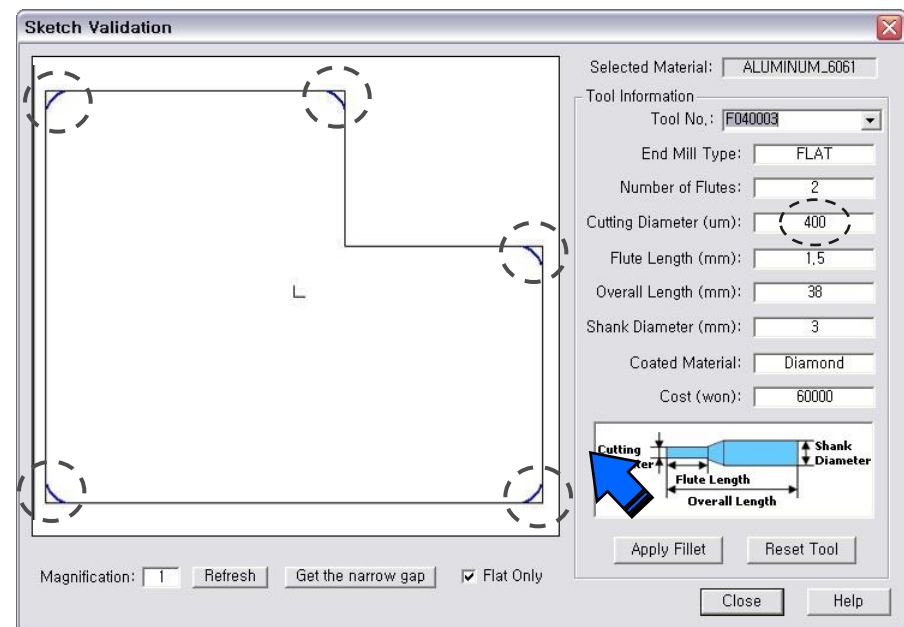 Sketch Validation
Selected Material: ALUMINUM_6061
Tool Information
Tool No.: F040003
End Mill Type: FLAT
Number of Flutes: 2
Cutting Diameter (um): 400
Flute Length (mm): 1.5
Overall Length (mm): 38
Shank Diameter (mm): 3
Coated Material: Diamond
Cost (won): 60000
Cutting
Shank
Diameter
Flute Length
Overall Length
Apply Fillet Reset Tool
Magnification: 1 Refresh Get the narrow gap Flat Only
Close Help